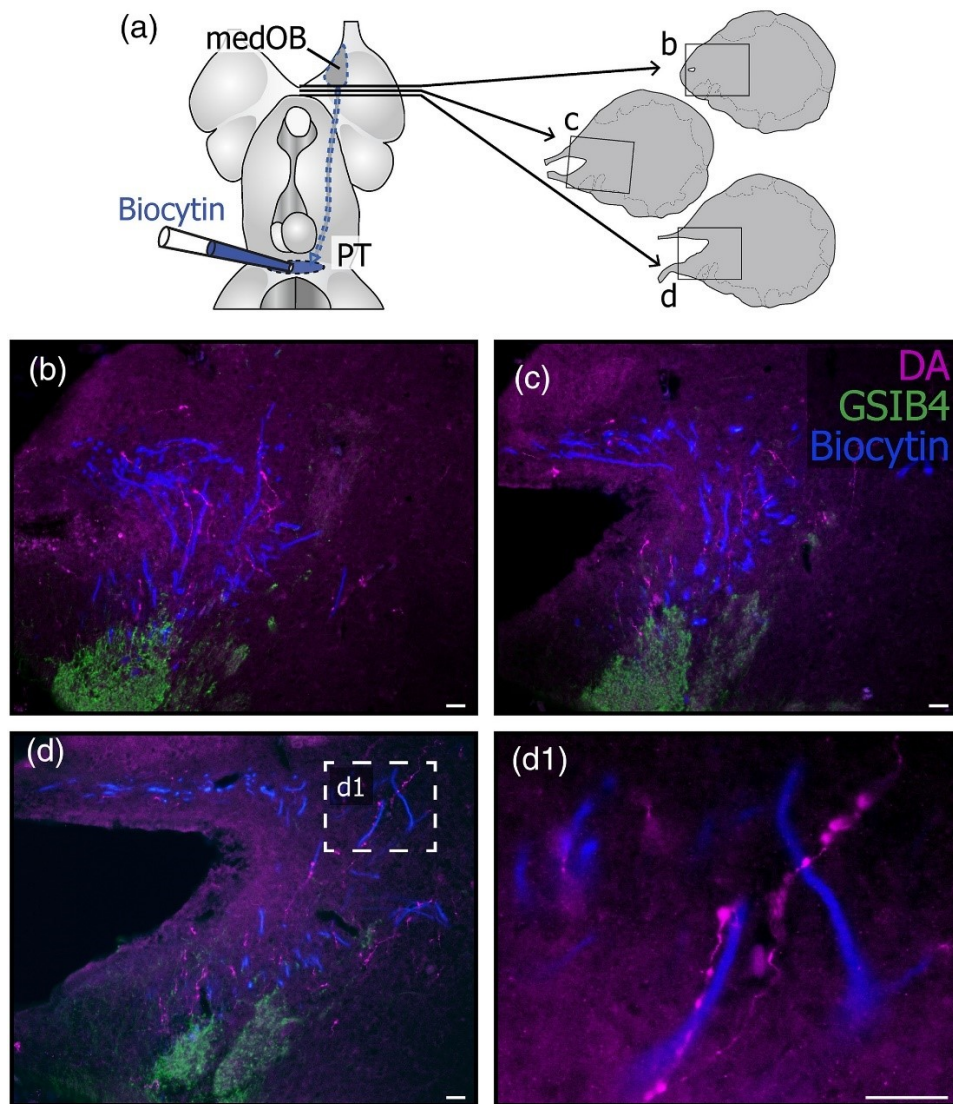 (a)
medOB
b
c
Biocytin
PT
d
(b)
(c)
DA
GSIB4
Biocytin
(d)
d1
(d1)